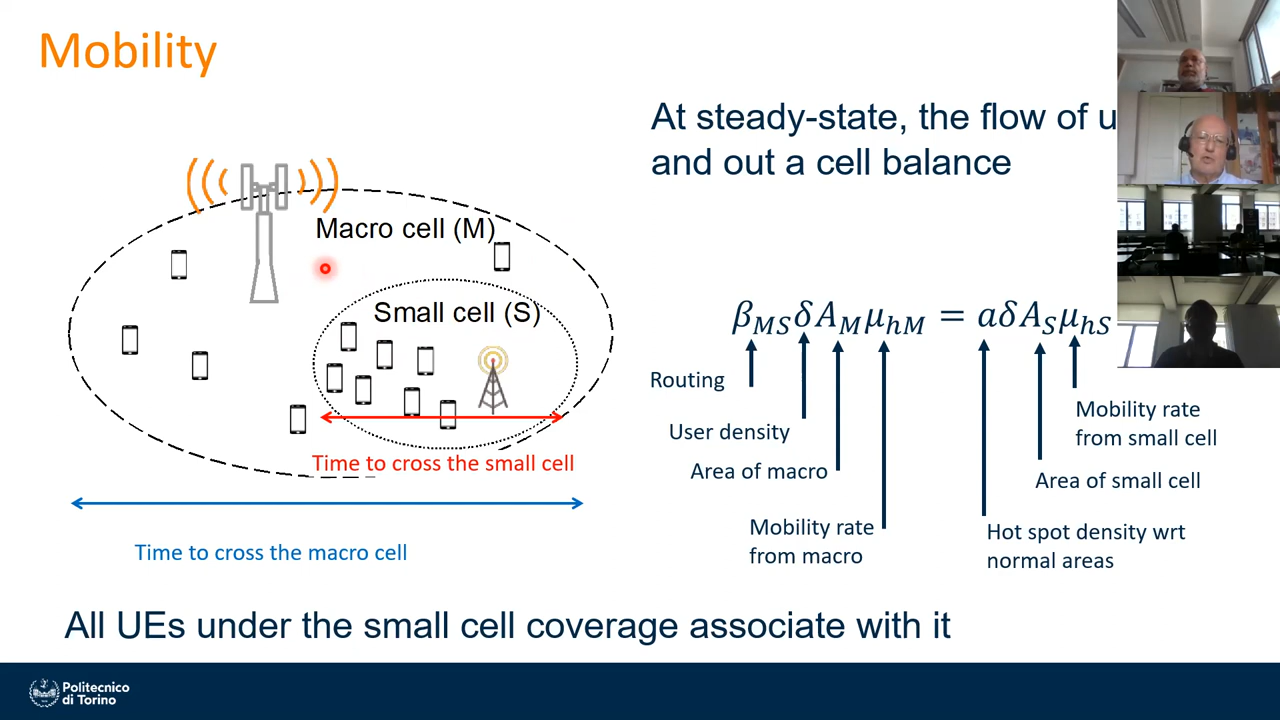 Mobility
At steady-state, the flow of
and out a cell balance
Macro cell (M)
Small cell (S)
β_MS δ A_M μ_hM = a δ A_S μ_hS
Routing
User density
Area of macro
Mobility rate
from macro
Mobility rate
from small cell
Area of small cell
Hot spot density wrt
normal areas
Time to cross the small cell
Time to cross the macro cell
All UEs under the small cell coverage associate with it
Politecnico
di Torino